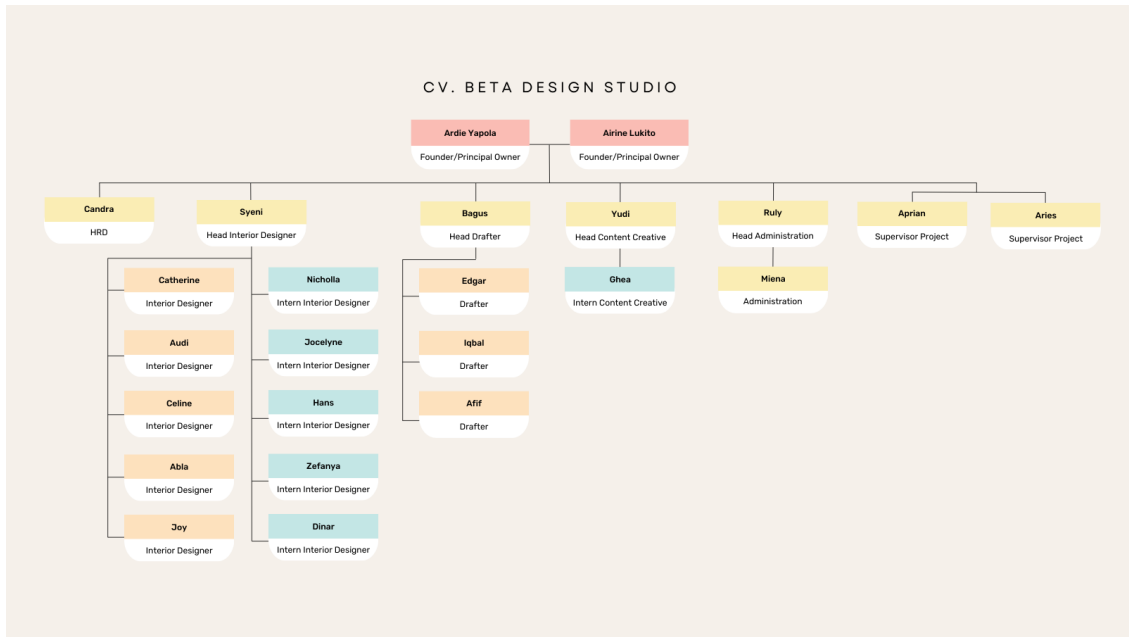 CV. BETA DESIGN STUDIO
Ardie Yapola
Founder/Principal Owner
Airine Lukito
Founder/Principal Owner
Candra
HRD
Syeni
Head Interior Designer
Bagus
Head Drafter
Yudi
Head Content Creative
Ruly
Head Administration
Aprian
Supervisor Project
Aries
Supervisor Project
Catherine
Interior Designer
Audi
Interior Designer
Celine
Interior Designer
Abla
Interior Designer
Joy
Interior Designer
Nicholla
Intern Interior Designer
Jocelyne
Intern Interior Designer
Hans
Intern Interior Designer
Zefanya
Intern Interior Designer
Dinar
Intern Interior Designer
Edgar
Drafter
Iqbal
Drafter
Afif
Drafter
Ghea
Intern Content Creative
Miena
Administration